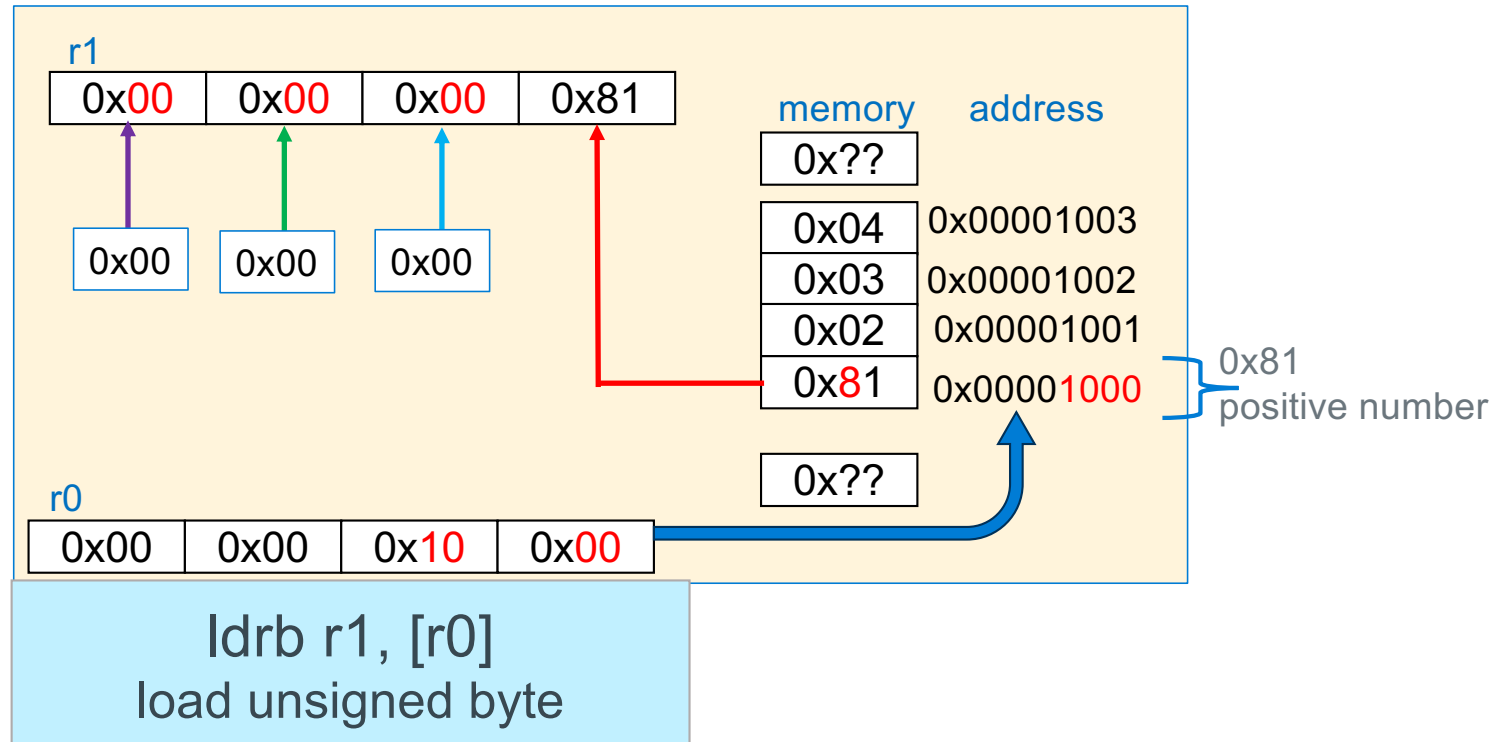 r1
0x00 0x00 0x00 0x81
memory address
0x??
0x04 0x00001003
0x00 0x00 0x00
0x03 0x00001002
0x02 0x00001001
0x81 0x00001000
0x81
positive number
0x??
r0
0x00 0x00 0x10 0x00
ldrb r1, [r0]
load unsigned byte